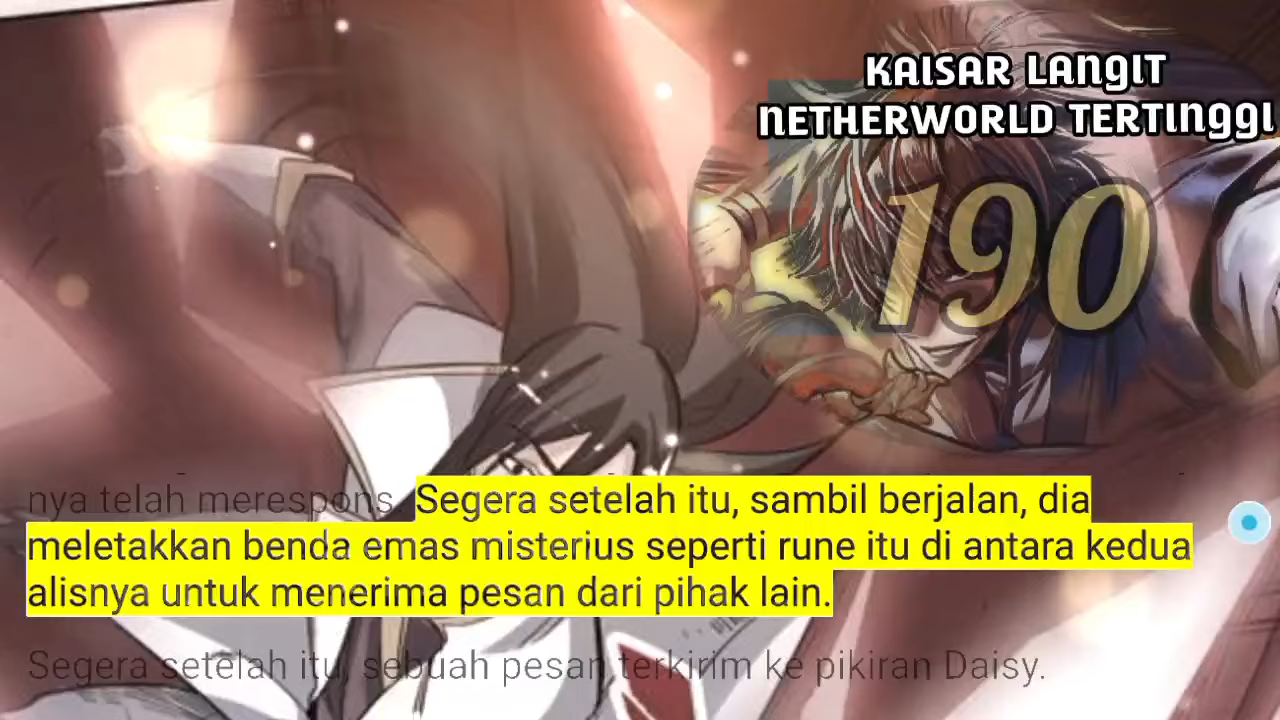 KAISAR LANGIT
NETHERWORLD TERTINGGI
190
nya telah merespons. Segera setelah itu, sambil berjalan, dia
meletakkan benda emas misterius seperti rune itu di antara kedua
alisnya untuk menerima pesan dari pihak lain.
Segera setelah itu, sebuah pesan terkirim ke pikiran Daisy.